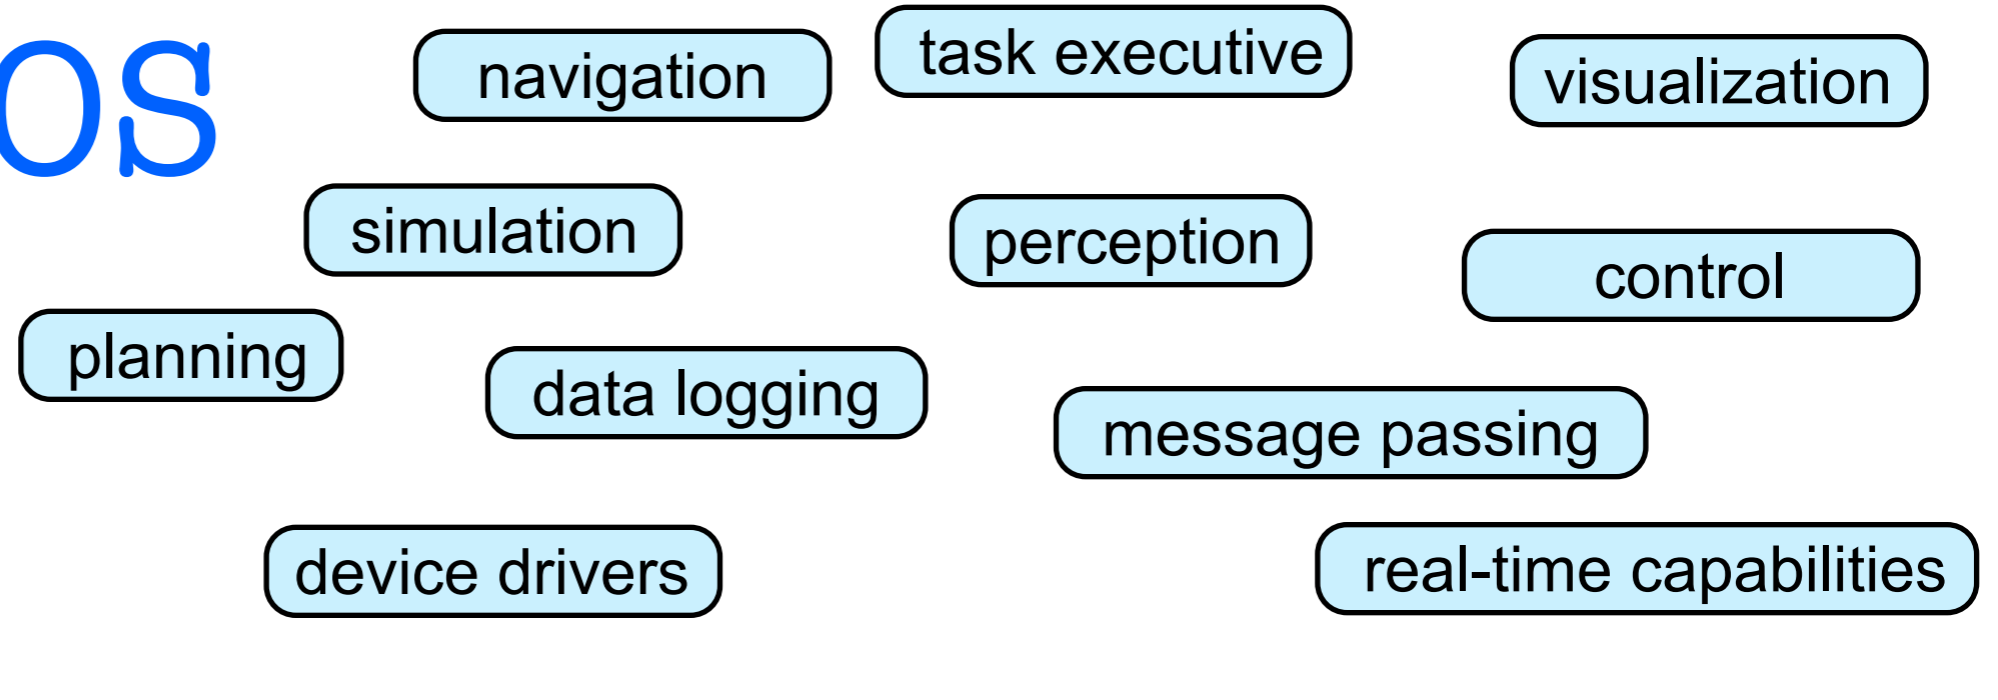 OS
navigation
task executive
visualization
simulation
perception
control
planning
data logging
message passing
device drivers
real-time capabilities